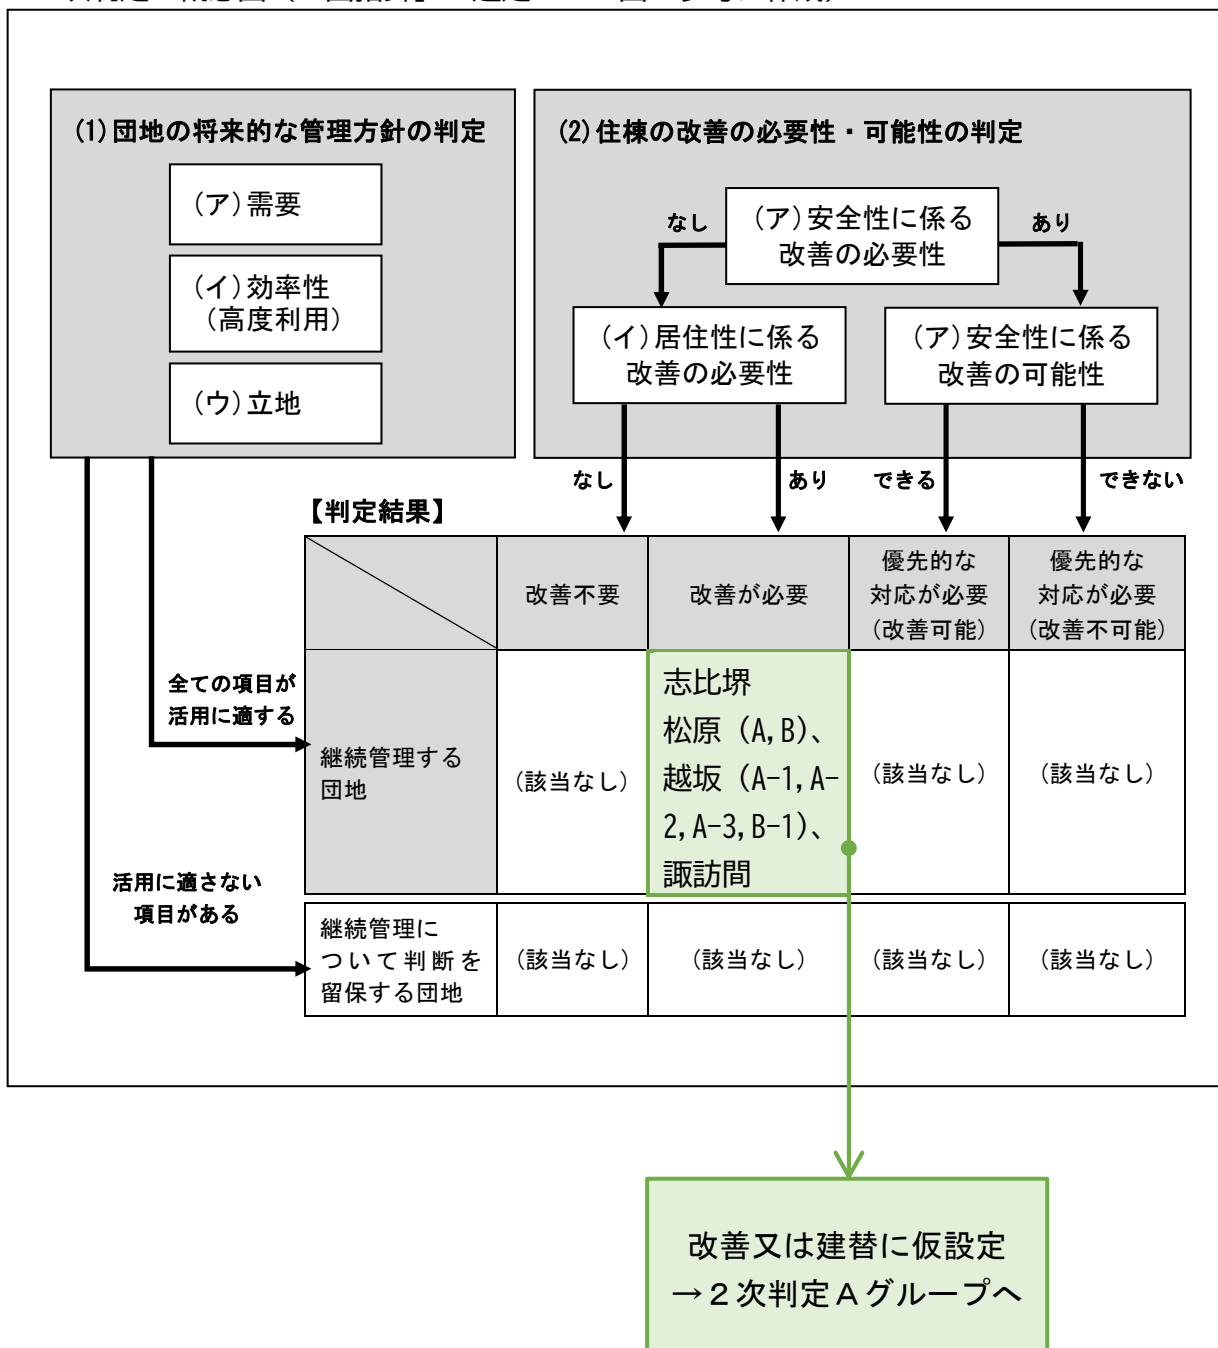 (1)団地の将来的な管理方針の判定
(ア)需要
(イ)効率性
(高度利用)
(ウ)立地
(2)住棟の改善の必要性・可能性の判定
(ア)安全性に係る
改善の必要性
なし
あり
(イ)居住性に係る
改善の必要性
(ア)安全性に係る
改善の可能性
なし
あり
できる
できない
【判定結果】
改善不要
改善が必要
優先的な
対応が必要
(改善可能)
優先的な
対応が必要
(改善不可能)
全ての項目が
活用に適する
継続管理する
団地
(該当なし)
志比堺
松原（A,B)、
越坂（A-1,A-
2,A-3,B-1)、
諏訪間
(該当なし)
(該当なし)
活用に適さない
項目がある
継続管理に
ついて判断を
留保する団地
(該当なし)
(該当なし)
(該当なし)
(該当なし)
改善又は建替に仮設定
→２次判定Ａグループへ